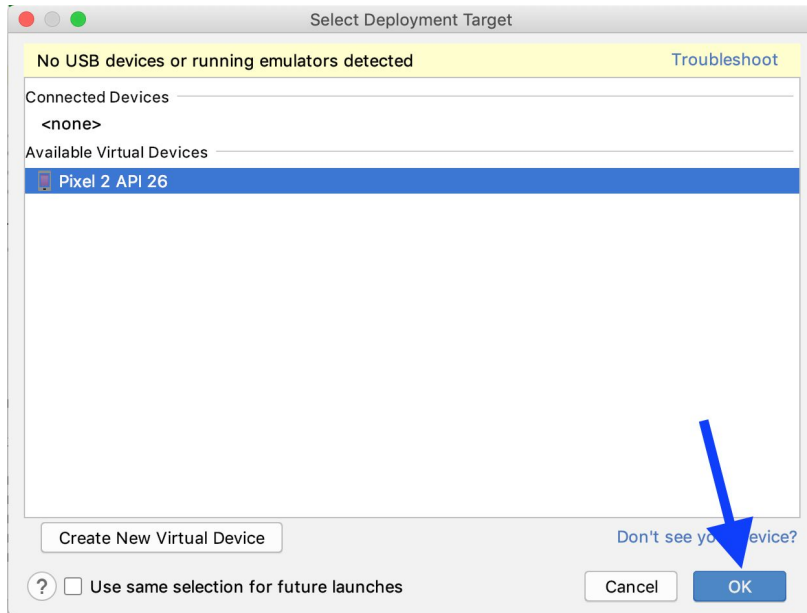 Select Deployment Target
No USB devices or running emulators detected Troubleshoot
Connected Devices
<none>
Available Virtual Devices
Pixel 2 API 26
Create New Virtual Device Don't see evice?
? Use same selection for future launches Cancel OK